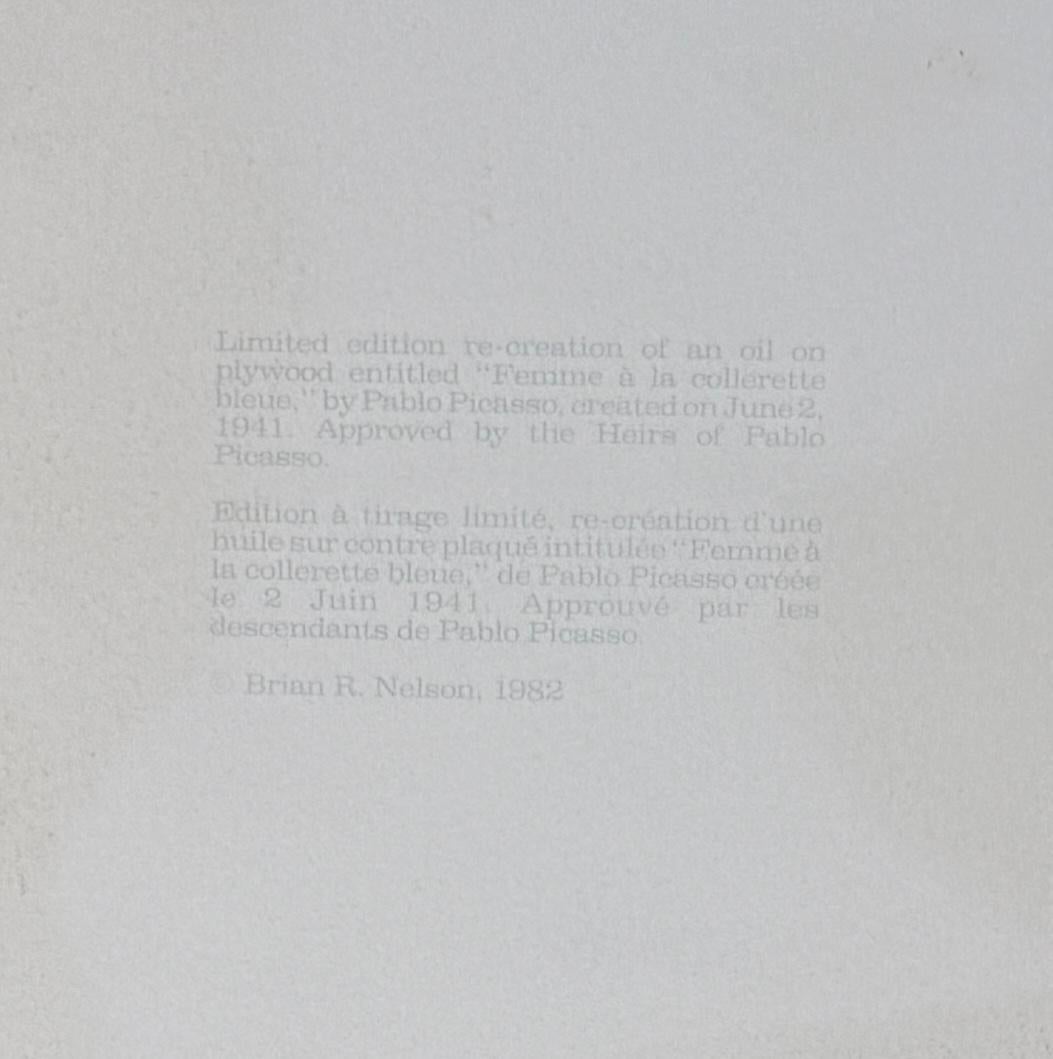 Limited edition re-creation of an oil on
plywood entitled “Femme à la collerette
bleue,” by Pablo Picasso, created on June 2,
1941. Approved by the Heirs of Pablo
Picasso.
Edition à tirage limité, re-création d'une
huile sur contre plaqué intitulée “Femme à
la collerette bleue,” de Pablo Picasso créée
le 2 Juin 1941. Approuvé par les
descendants de Pablo Picasso.
© Brian R. Nelson, 1982